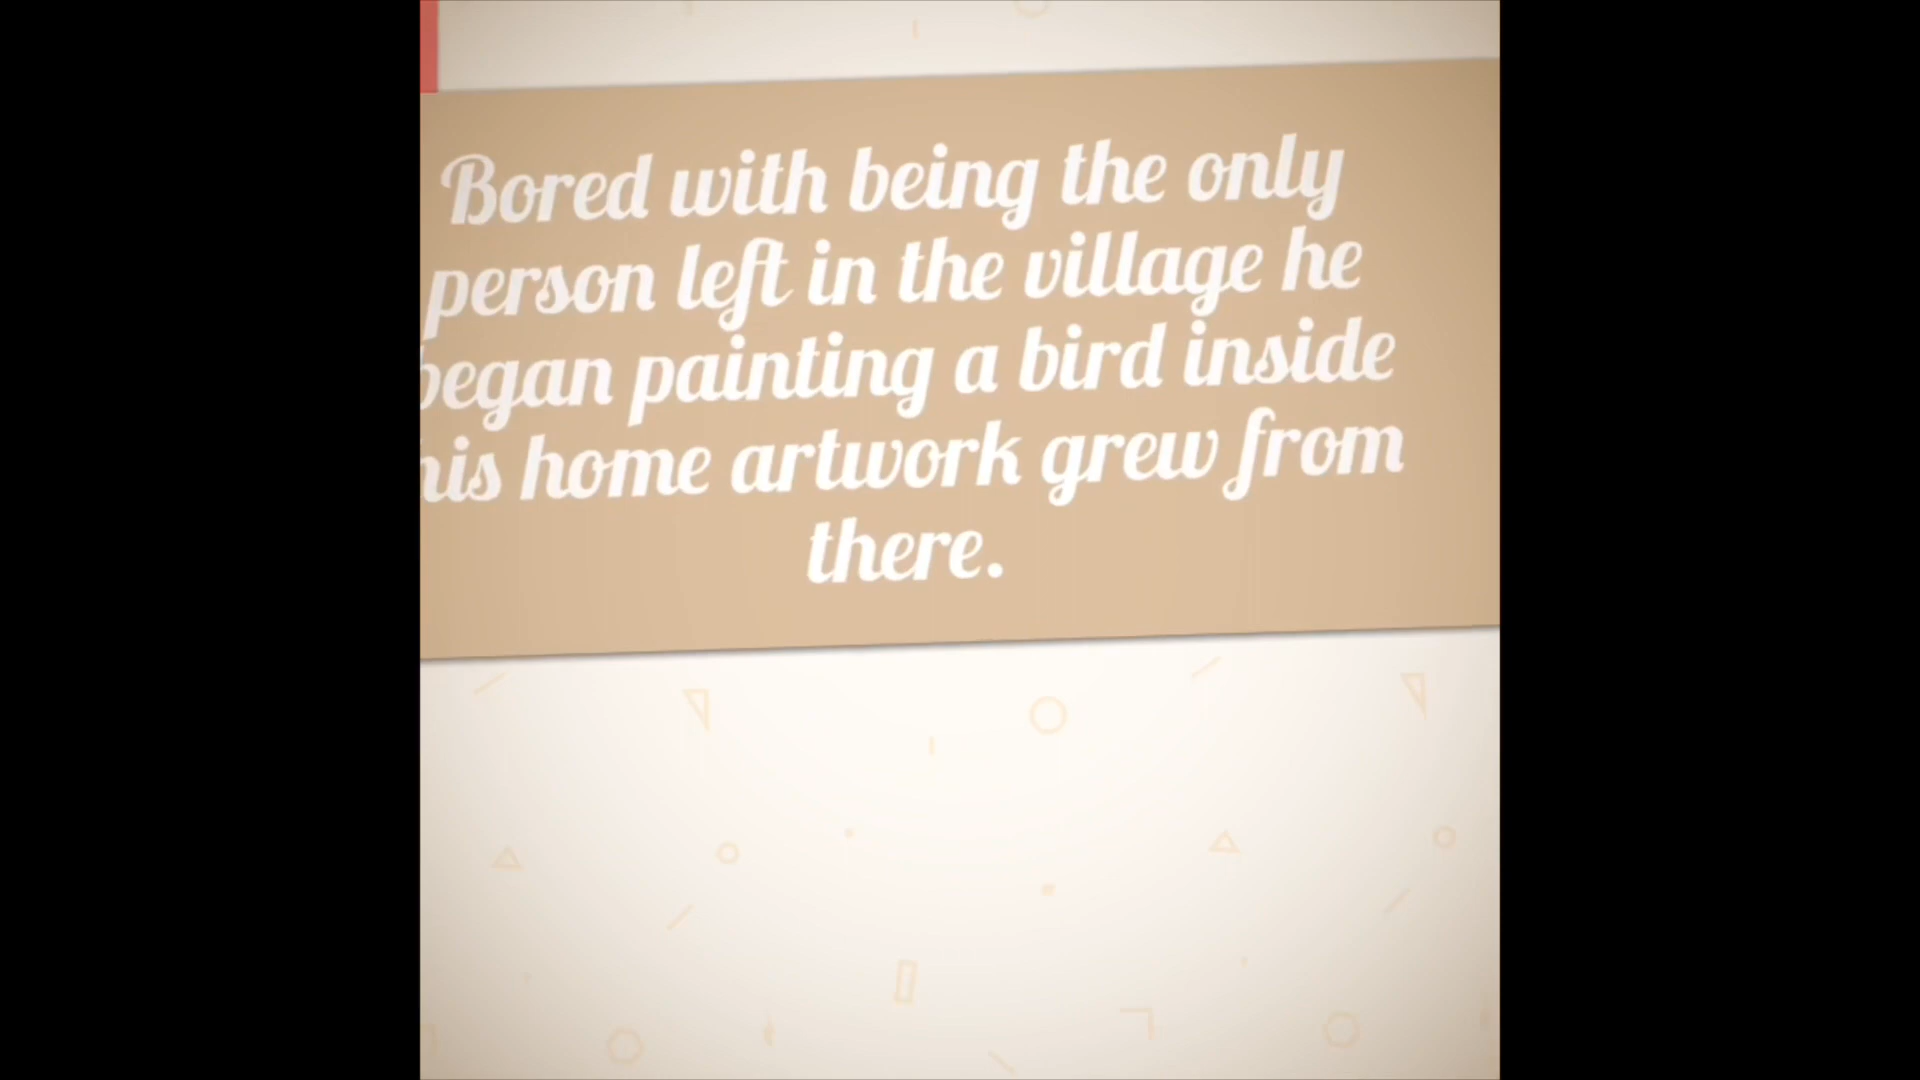 Bored with being the only
person left in the village he
began painting a bird inside
his home artwork grew from
there.